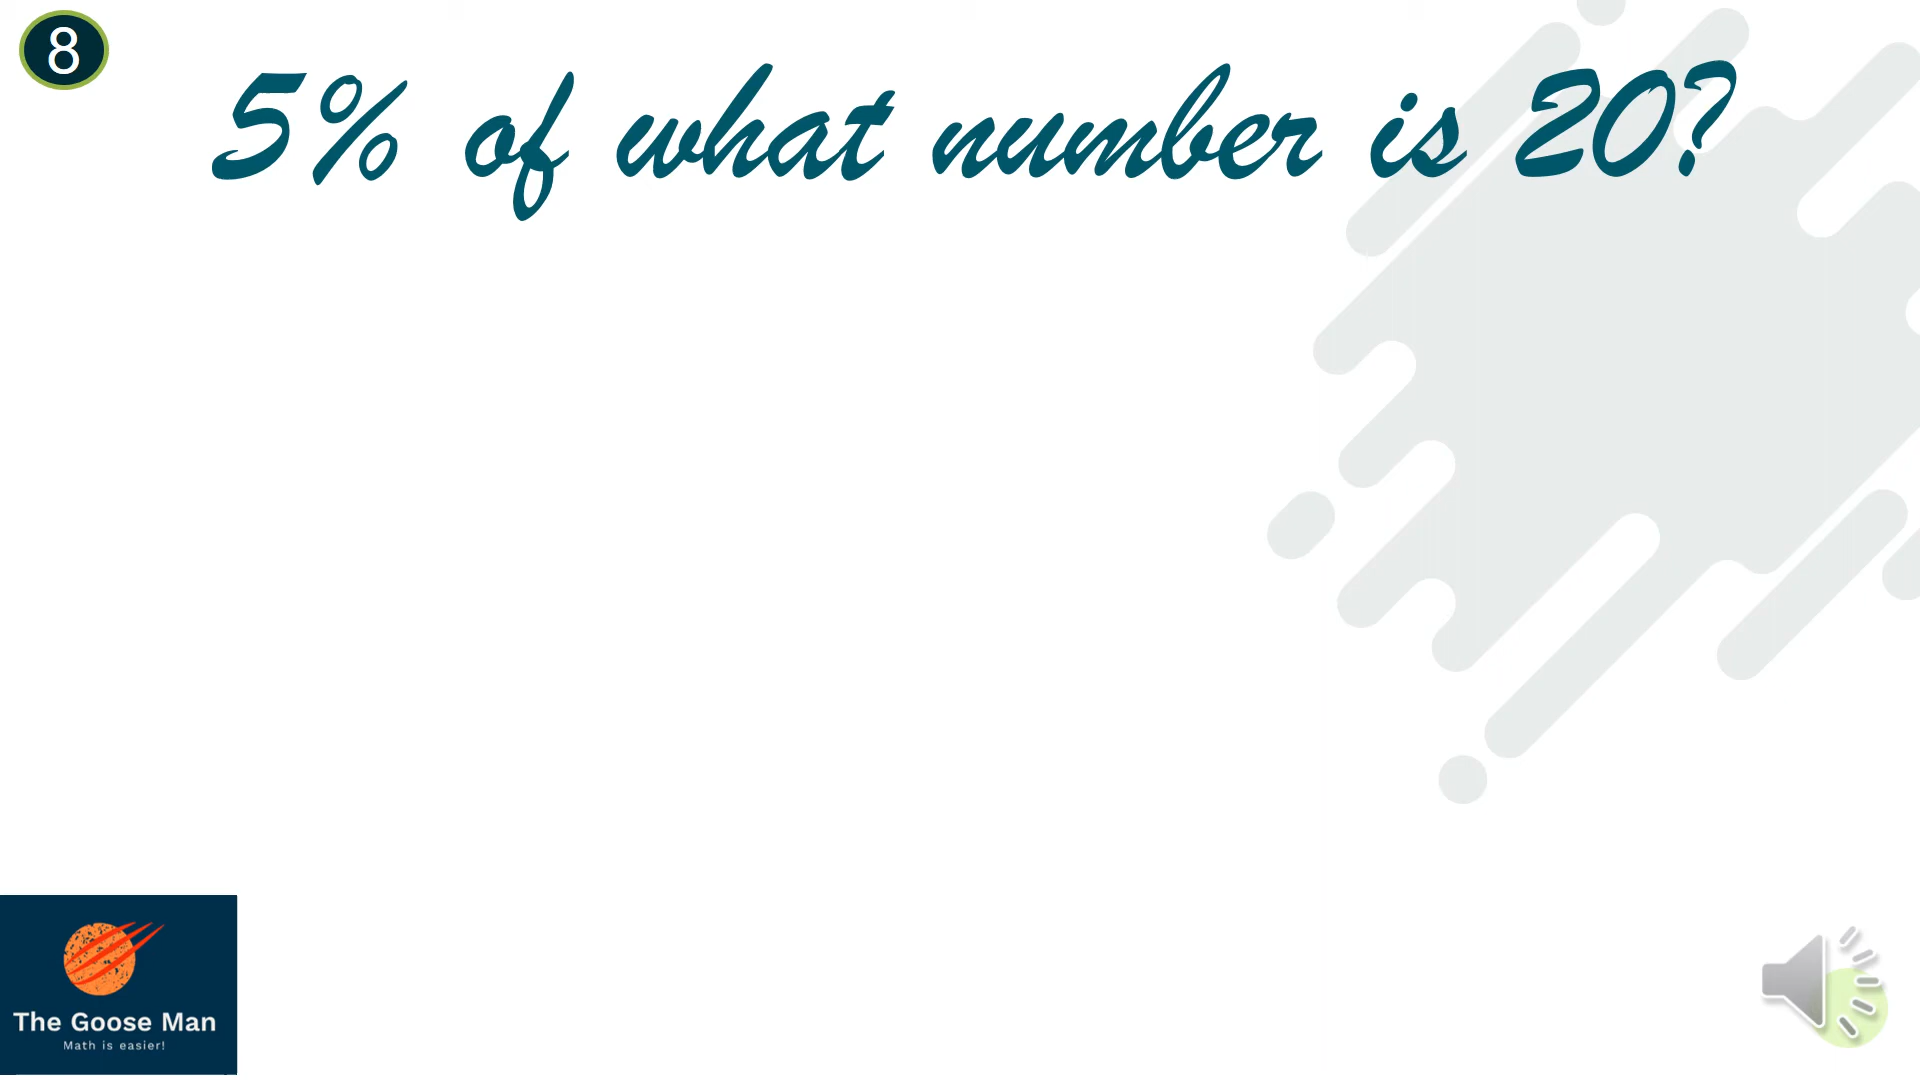 8
5% of what number is 20?
The Goose Man
Math is easier!